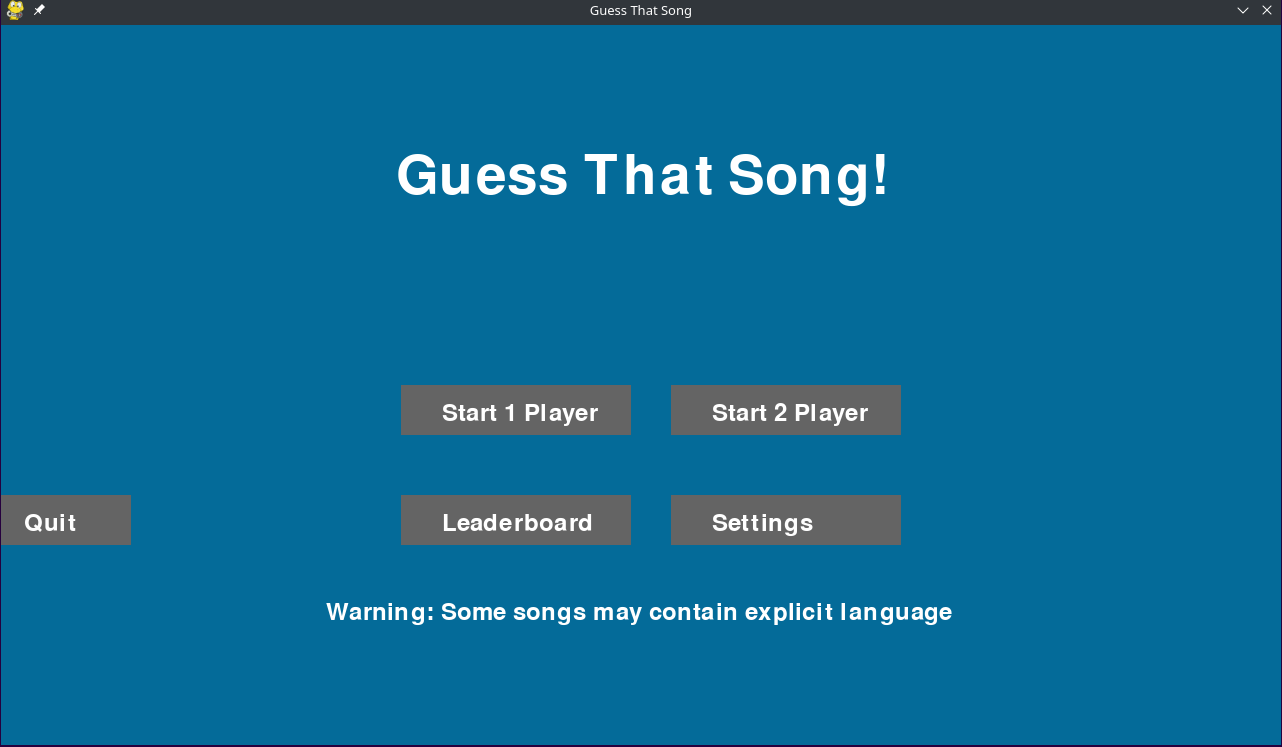 Guess That Song
Guess That Song!
Start 1 Player
Start 2 Player
Quit
Leaderboard
Settings
Warning: Some songs may contain explicit language